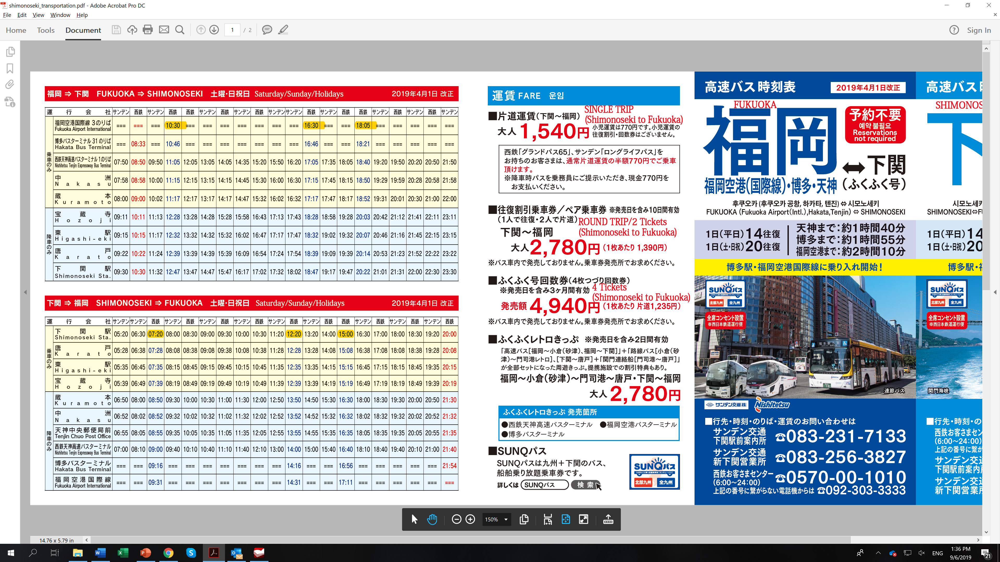 shimonoseki_transportation.pdf - Adobe Acrobat Pro DC
File Edit View Window Help
Home Tools Document 1 / 2 Sign In
福岡 ⇒ 下関 FUKUOKA ⇒ SHIMONOSEKI 土曜・日祝日 Saturday/Sunday/Holidays 2019年4月1日 改正
運行会社 サンデン 西鉄 サンデン 西鉄 西鉄 サンデン 西鉄 サンデン 西鉄 サンデン サンデン 西鉄 サンデン 西鉄 西鉄 サンデン 西鉄 サンデン 西鉄 サンデン
乗車のみ
福岡空港国際線 3のりば
Fukuoka Airport International
=== === === 10:30 === === === === === === === 16:30 === === 18:05 === === === === ===
博多バスターミナル 31のりば
Hakata Bus Terminal
=== 08:33 === 10:46 === === === === === === === 16:46 === === 18:21 === === === === ===
西鉄天神高速バスターミナル 1のりば
Nishitetsu Tenjin Expressway Bus Terminal
07:50 08:50 09:50 11:05 12:05 13:05 14:05 14:35 15:20 15:50 16:20 17:05 17:35 18:05 18:40 19:20 19:50 20:20 20:50 21:50
中洲
Nakasu
07:58 08:58 10:00 11:15 12:15 13:15 14:15 14:45 15:30 16:00 16:30 17:15 17:45 18:15 18:50 19:29 19:59 20:28 20:58 21:58
蔵本
Kuramoto
08:00 09:00 10:02 11:17 12:17 13:17 14:17 14:47 15:32 16:02 16:32 17:17 17:47 18:17 18:52 19:31 20:01 20:30 21:00 22:00
降車のみ
宝蔵寺
Hozoji
09:11 10:11 11:13 12:28 13:28 14:28 15:28 15:58 16:43 17:13 17:43 18:28 18:58 19:28 20:03 20:42 21:12 21:41 22:11 23:11
東駅
Higashi-eki
09:15 10:15 11:17 12:32 13:32 14:32 15:32 16:02 16:47 17:17 17:47 18:32 19:02 19:32 20:07 20:46 21:16 21:45 22:15 23:15
唐戸
Karato
09:22 10:22 11:24 12:39 13:39 14:39 15:39 16:09 16:54 17:24 17:54 18:39 19:09 19:39 20:14 20:53 21:23 21:52 22:22 23:22
下関駅
Shimonoseki Sta.
09:30 10:30 11:32 12:47 13:47 14:47 15:47 16:17 17:02 17:32 18:02 18:47 19:17 19:47 20:22 21:01 21:31 22:00 22:30 23:30
下関 ⇒ 福岡 SHIMONOSEKI ⇒ FUKUOKA 土曜・日祝日 Saturday/Sunday/Holidays 2019年4月1日 改正
運行会社 サンデン サンデン 西鉄 サンデン 西鉄 サンデン 西鉄 サンデン 西鉄 サンデン 西鉄 サンデン 西鉄 西鉄 サンデン 西鉄 サンデン 西鉄 サンデン 西鉄
乗車のみ
下関駅
Shimonoseki Sta.
05:20 06:30 07:20 08:00 08:30 09:00 09:30 10:00 10:30 11:20 12:20 13:20 14:00 15:00 16:30 17:00 18:00 18:30 19:20 20:00
唐戸
Karato
05:28 06:38 07:28 08:08 08:38 09:08 09:38 10:08 10:38 11:28 12:28 13:28 14:08 15:08 16:38 17:08 18:08 18:38 19:28 20:08
東駅
Higashi-eki
05:35 06:45 07:35 08:15 08:45 09:15 09:45 10:15 10:45 11:35 12:35 13:35 14:15 15:15 16:45 17:15 18:15 18:45 19:35 20:15
宝蔵寺
Hozoji
05:39 06:49 07:39 08:19 08:49 09:19 09:49 10:19 10:49 11:39 12:39 13:39 14:19 15:19 16:49 17:19 18:19 18:49 19:39 20:19
降車のみ
蔵本
Kuramoto
06:50 08:00 08:50 09:30 10:00 10:30 11:00 11:30 12:00 12:50 13:50 14:50 15:30 16:30 18:00 18:30 19:30 20:00 20:50 21:30
中洲
Nakasu
06:52 08:02 08:52 09:32 10:02 10:32 11:02 11:32 12:02 12:52 13:52 14:52 15:32 16:32 18:02 18:32 19:32 20:02 20:52 21:32
天神中央郵便局前
Tenjin Chuo Post Office
06:55 08:05 08:55 09:35 10:05 10:35 11:05 11:35 12:05 12:55 13:55 14:55 15:35 16:35 18:05 18:35 19:35 20:05 20:55 21:35
西鉄天神高速バスターミナル
Nishitetsu Tenjin Expressway Bus Terminal
07:00 08:10 09:00 09:40 10:10 10:40 11:10 11:40 12:10 13:00 14:00 15:00 15:40 16:40 18:10 18:40 19:40 20:10 21:00 21:40
博多バスターミナル
Hakata Bus Terminal
=== === 09:16 === === === === === === === 14:16 === === 16:56 === === === === === 21:54
福岡空港国際線
Fukuoka Airport International
=== === 09:31 === === === === === === === 14:31 === === 17:11 === === === === === ===
運賃 FARE 운임
■片道運賃(下関〜福岡)
SINGLE TRIP
(Shimonoseki to Fukuoka)
大人 1,540円 小児運賃は770円です。小児運賃の
往復割引・回数券はございません。
西鉄「グランドパス65」、サンデン「ロングライフパス」を
お持ちのお客さまは、通常片道運賃の半額770円でご乗車
頂けます。
※降車時パスを乗務員にご提示いただき、現金770円を
お支払いください。
■往復割引乗車券／ペア乗車券 ※発売日を含み10日間有効
(1人で往復・2人で片道)
ROUND TRIP/2 Tickets
(Shimonoseki to Fukuoka)
下関〜福岡
大人 2,780円 (1枚あたり 1,390円)
※バス車内で発売しておりません。乗車券発売所でお求めください。
■ふくふく号回数券(4枚つづり回数券)
※発売日を含み3ヶ月間有効
4 Tickets
(Shimonoseki to Fukuoka)
発売額 4,940円 (1枚あたり 片道1,235円)
※バス車内で発売しておりません。乗車券発売所でお求めください。
■ふくふくレトロきっぷ ※発売日を含み2日間有効
「高速バス[福岡〜小倉(砂津)、福岡〜下関]」＋「路線バス[小倉(砂
津)〜門司港レトロ]、[下関〜唐戸]＋「関門連絡船[門司港〜唐戸]」
が全部セットになった周遊きっぷ。提携施設での割引特典もあり。
福岡〜小倉(砂津)〜門司港〜唐戸・下関〜福岡
大人 2,780円
ふくふくレトロきっぷ 発売箇所
●西鉄天神高速バスターミナル ●福岡空港バスターミナル
●博多バスターミナル
■SUNQパス
SUNQパスは九州＋下関のバス、
船舶乗り放題乗車券です。
詳しくは SUNQパス 検索
SUNQパス
北部九州 全九州
高速バス 時刻表 2019年4月1日改正
FUKUOKA
福岡
予約不要
예약 불필요
Reservations
not required
↔下関
福岡空港(国際線)・博多・天神 (ふくふく号)
후쿠오카 (후쿠오카 공항, 하카타, 텐진) ⇔ 시모노세키
FUKUOKA (Fukuoka Airport(Intl.),Hakata,Tenjin) ⇔ SHIMONOSEKI
1日(平日)14往復
1日(土・日祝)20往復
天神まで：約1時間40分
博多まで：約1時間55分
福岡空港まで：約2時間10分
博多駅・福岡空港国際線に乗り入れ開始！
SUNQパス
北部九州 全九州
全席コンセント設置
※西日本鉄道運行便
連節バス
サンデン交通(株) Nishitetsu
■行先・時刻・のりば・運賃のお問い合わせは
サンデン交通
下関駅前案内所 ☎083-231-7133
サンデン交通
新下関営業所 ☎083-256-3827
西鉄お客さまセンター
(6:00〜24:00) ☎0570-00-1010
上記の番号に繋がらない電話機からは ☎092-303-3333
高速バス
SHIMONOS
下
시모노세키
SHIMONOSEKI⇔F
1日(平日)14
1日(土・日祝)20
博多駅・
SUNQパス
北部九州 全九州
全席コンセント設置
※西日本鉄道運行便
関門海峡
■行先・時刻・の
西鉄お客さまセン
(6:00〜24:00)
上記の番号に繋が
サンデン交通
下関駅前案内所
サンデン交通
新下関営業所
150%
14.76 x 5.79 in
ENG
1:36 PM
9/6/2019
21